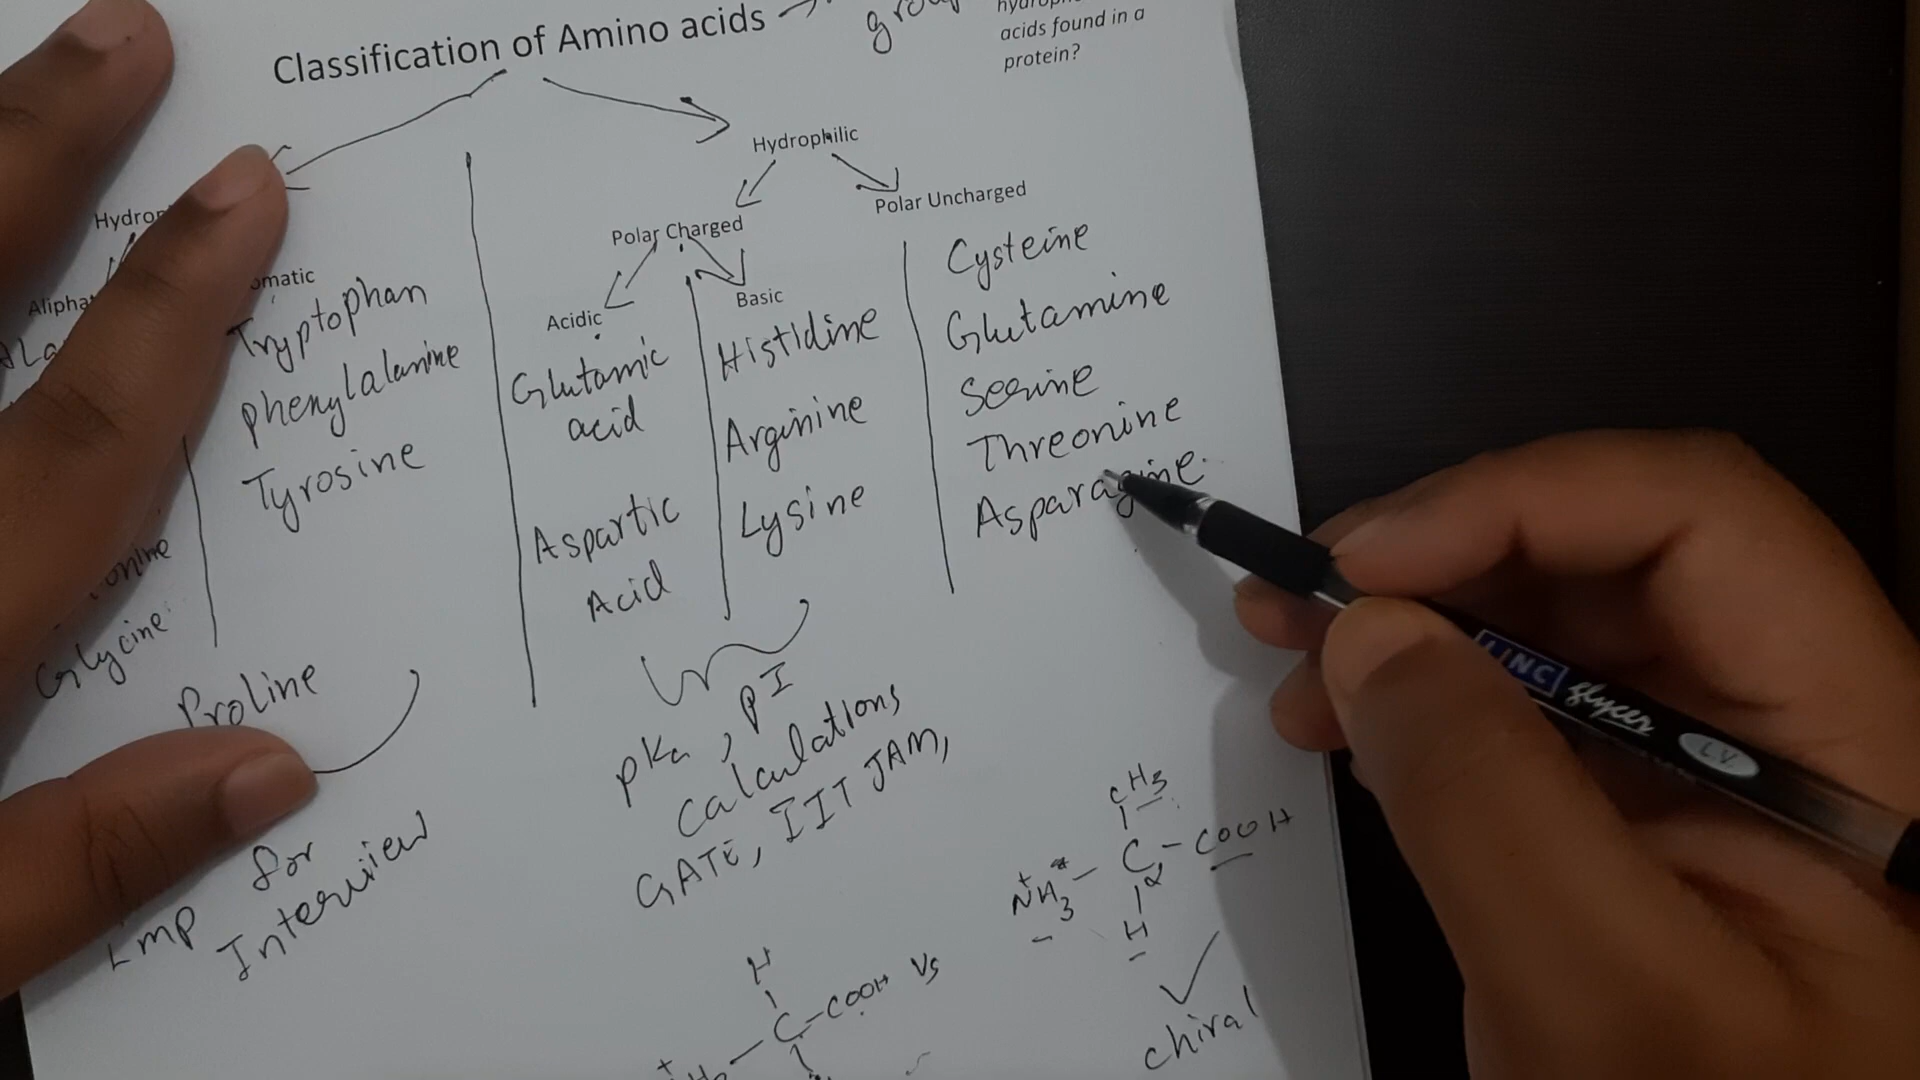 Classification of Amino acids
acids found in a
protein?
Hydrophilic
Polar Charged
Polar Uncharged
Acidic
Basic
Tryptophan
phenylalanine
Tyrosine
Glycine
Proline
Imp for
Interview
Glutamic
acid
Aspartic
Acid
Histidine
Arginine
Lysine
Cysteine
Glutamine
Serine
Threonine
Asparagine
pka, pI
calculations
GATE, IIT JAM,
CH3
NH3+ - C - COOH
α
H
chiral
H
C-COOH Vs
LINC glycer
L.V.